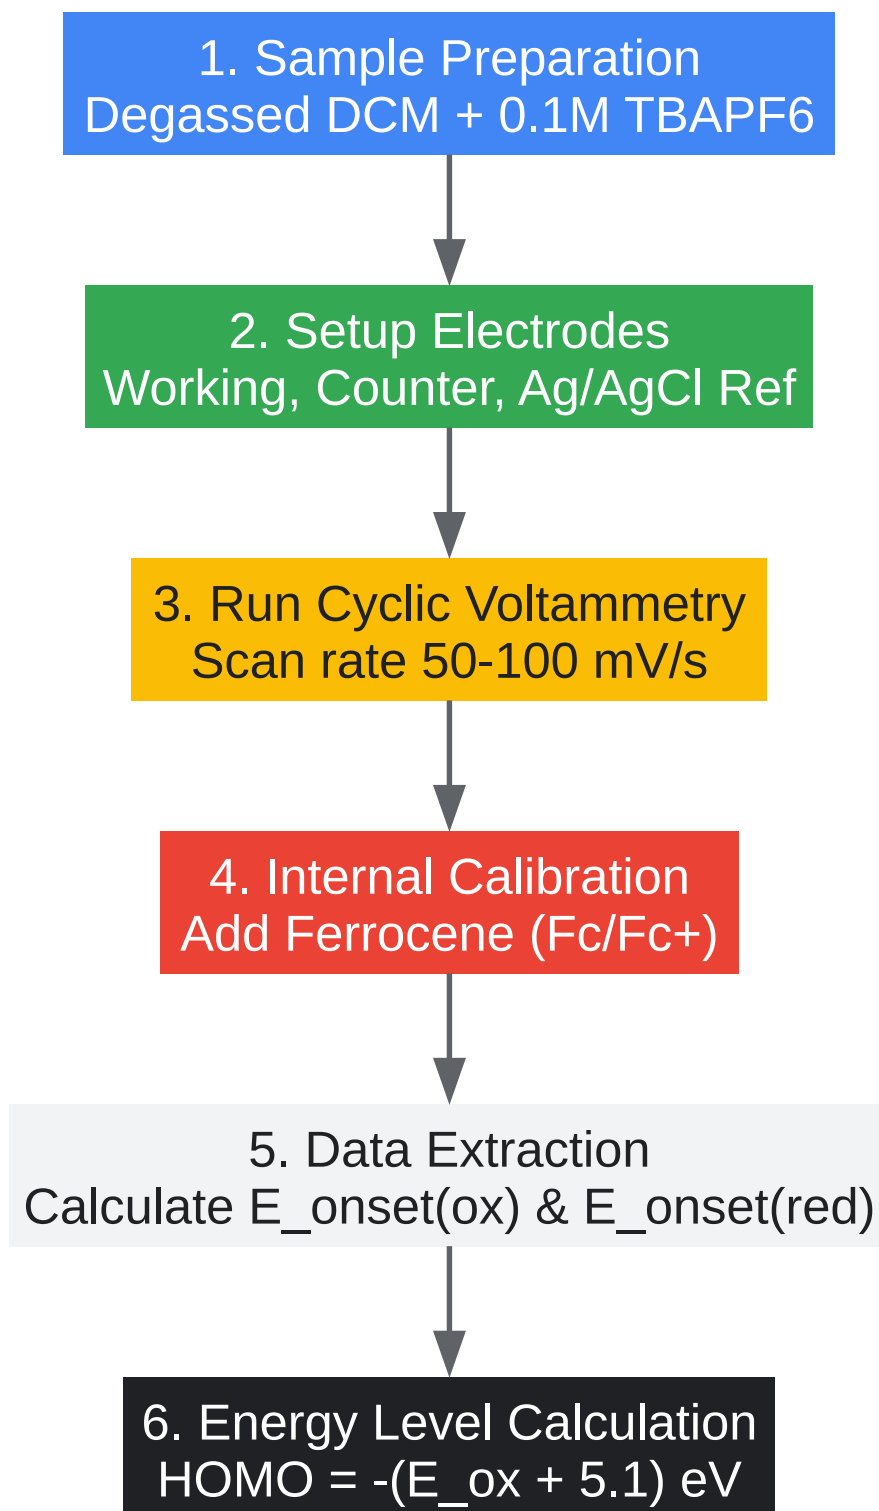 1. Sample Preparation
Degassed DCM + 0.1M TBAPF6
2. Setup Electrodes
Working, Counter, Ag/AgCl Ref
3. Run Cyclic Voltammetry
Scan rate 50-100 mV/s
4. Internal Calibration
Add Ferrocene (Fc/Fc+)
5. Data Extraction
Calculate E_onset(ox) & E_onset(red)
6. Energy Level Calculation
HOMO = -(E_ox + 5.1) eV